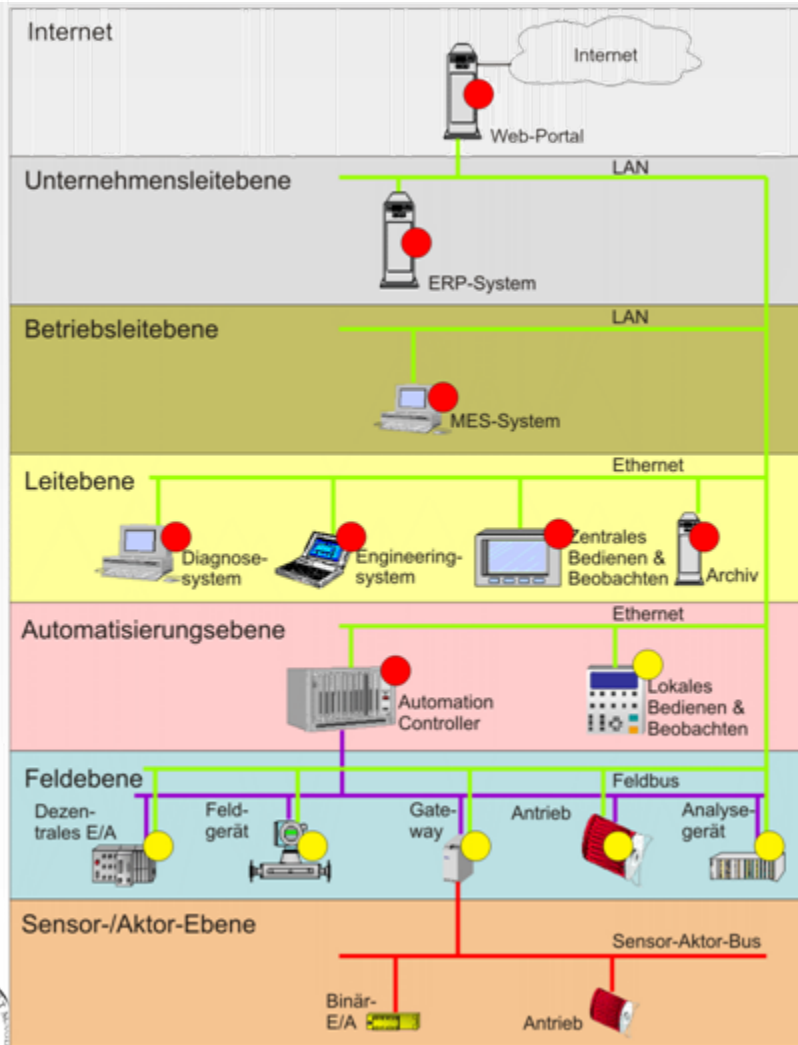 Internet
Internet
Web-Portal
LAN
Unternehmensleitebene
ERP-System
LAN
Betriebsleitebene
MES-System
Ethernet
Leitebene
Diagnose-
system
Engineering-
system
Zentrales
Bedienen &
Beobachten
Archiv
Ethernet
Automatisierungsebene
Automation
Controller
Lokales
Bedienen &
Beobachten
Feldebene
Feldbus
Dezen-
trales E/A
Feld-
gerät
Gate-
way
Antrieb
Analyse-
gerät
Sensor-/Aktor-Ebene
Sensor-Aktor-Bus
Binär-
E/A
Antrieb